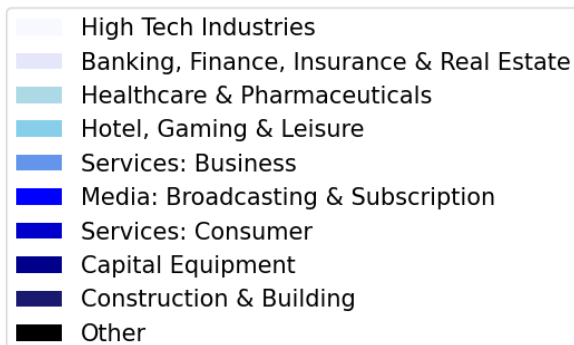 High Tech Industries
Banking, Finance, Insurance & Real Estate
Healthcare & Pharmaceuticals
Hotel, Gaming & Leisure
Services: Business
Media: Broadcasting & Subscription
Services: Consumer
Capital Equipment
Construction & Building
Other